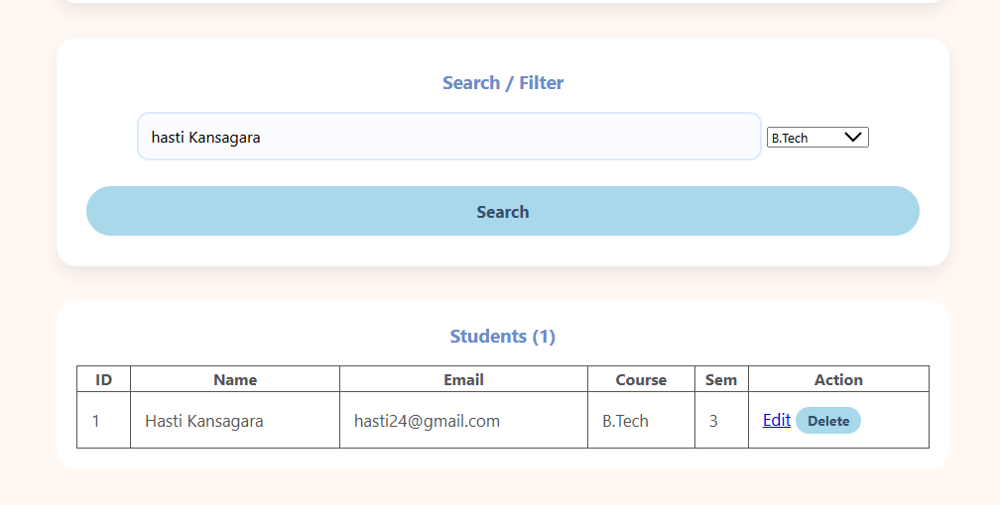 Search / Filter
hasti Kansagara B.Tech
Search
Students (1)
ID Name Email Course Sem Action
1 Hasti Kansagara hasti24@gmail.com B.Tech 3 Edit Delete